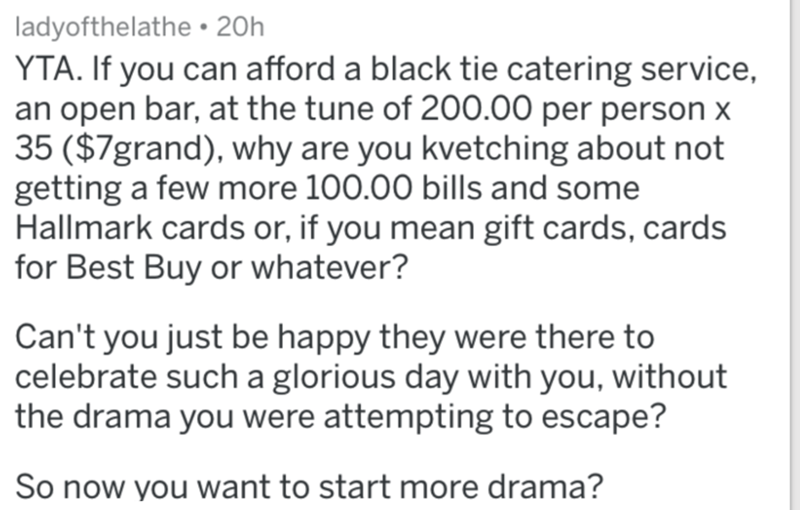 ladyofthelathe • 20h
YTA. If you can afford a black tie catering service,
an open bar, at the tune of 200.00 per person x
35 ($7grand), why are you kvetching about not
getting a few more 100.00 bills and some
Hallmark cards or, if you mean gift cards, cards
for Best Buy or whatever?
Can't you just be happy they were there to
celebrate such a glorious day with you, without
the drama you were attempting to escape?
So now you want to start more drama?